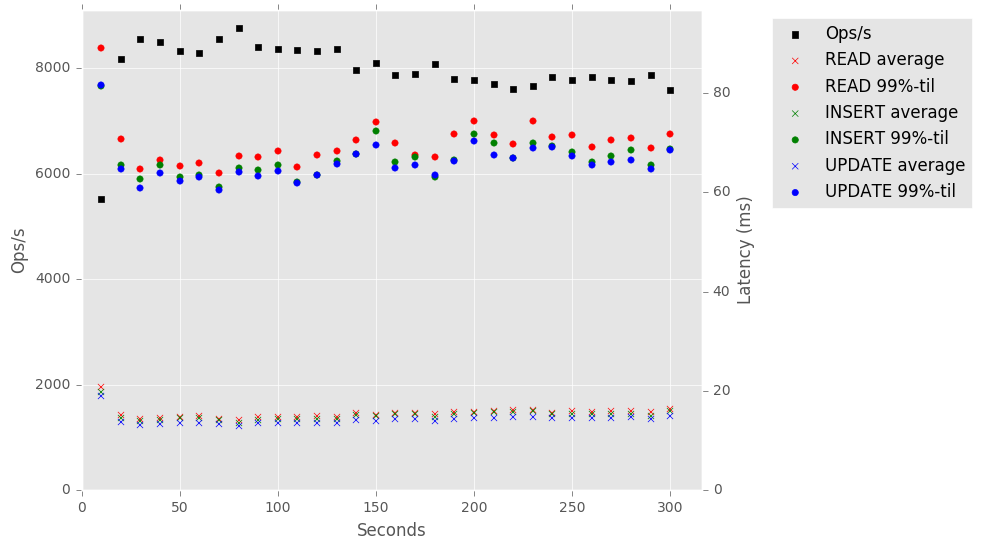 8000
6000
4000
2000
0
Ops/s
0
50
100
150
200
250
300
Seconds
80
60
40
20
0
Latency (ms)
Ops/s
READ average
READ 99%-til
INSERT average
INSERT 99%-til
UPDATE average
UPDATE 99%-til